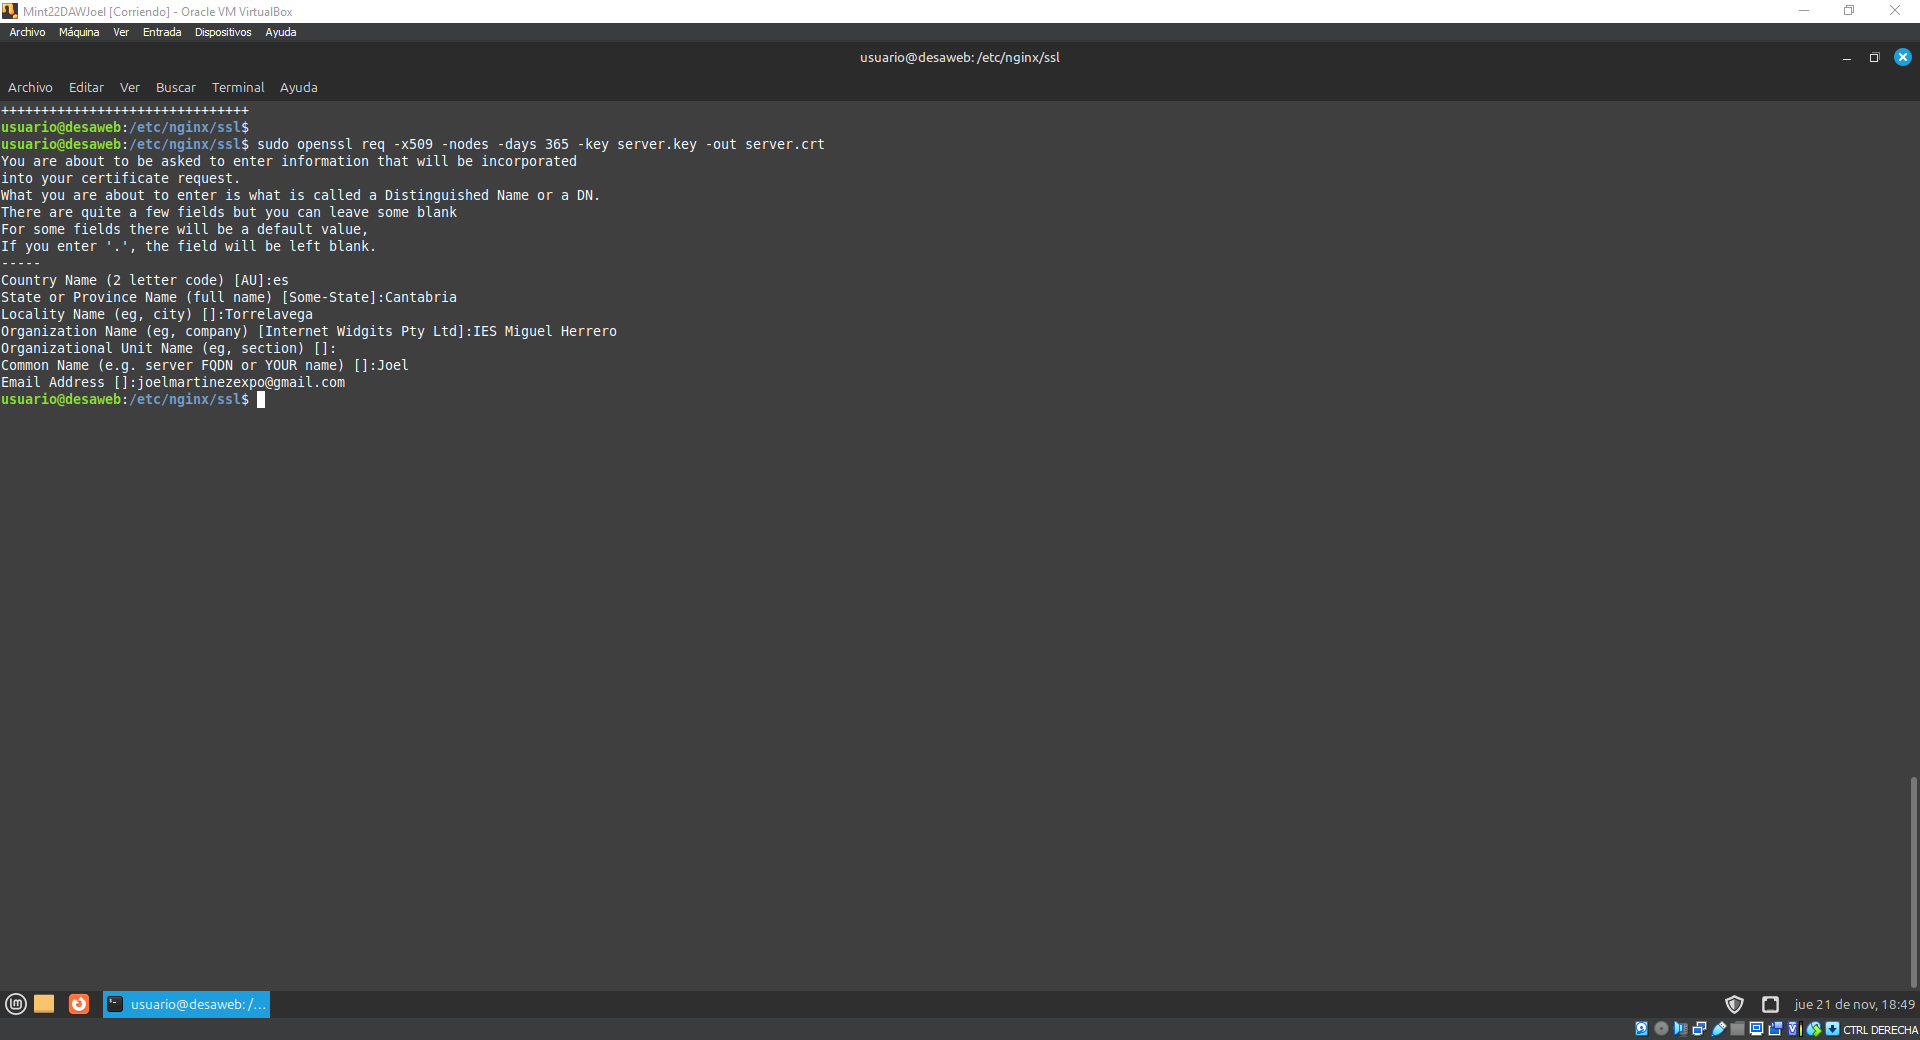 Mint22DAWJoel [Corriendo] - Oracle VM VirtualBox
Archivo Máquina Ver Entrada Dispositivos Ayuda
usuario@desaweb: /etc/nginx/ssl
Archivo Editar Ver Buscar Terminal Ayuda
+++++++++++++++++++++++++++++++
usuario@desaweb:/etc/nginx/ssl$
usuario@desaweb:/etc/nginx/ssl$ sudo openssl req -x509 -nodes -days 365 -key server.key -out server.crt
You are about to be asked to enter information that will be incorporated
into your certificate request.
What you are about to enter is what is called a Distinguished Name or a DN.
There are quite a few fields but you can leave some blank
For some fields there will be a default value,
If you enter '.', the field will be left blank.
-----
Country Name (2 letter code) [AU]:es
State or Province Name (full name) [Some-State]:Cantabria
Locality Name (eg, city) []:Torrelavega
Organization Name (eg, company) [Internet Widgits Pty Ltd]:IES Miguel Herrero
Organizational Unit Name (eg, section) []:
Common Name (e.g. server FQDN or YOUR name) []:Joel
Email Address []:joelmartinezexpo@gmail.com
usuario@desaweb:/etc/nginx/ssl$
usuario@desaweb: /...
jue 21 de nov, 18:49
CTRL DERECHA